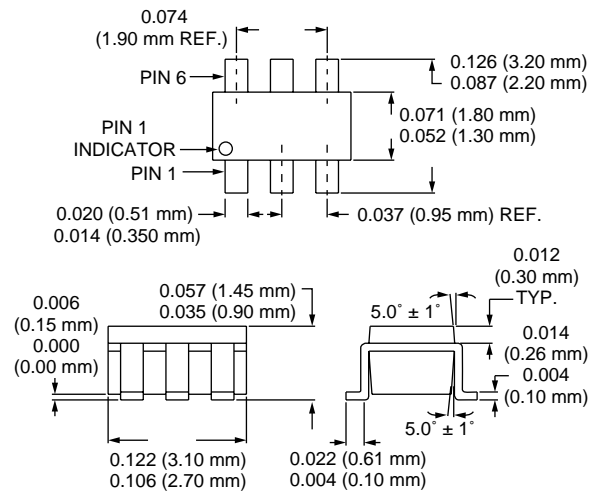 0.074
(1.90 mm REF.)
PIN 6
0.126 (3.20 mm)
0.087 (2.20 mm)
0.071 (1.80 mm)
0.052 (1.30 mm)
PIN 1
INDICATOR
PIN 1
0.020 (0.51 mm)
0.014 (0.350 mm)
0.037 (0.95 mm) REF.
0.006
(0.15 mm)
0.000
(0.00 mm)
0.057 (1.45 mm)
0.035 (0.90 mm)
0.122 (3.10 mm)
0.106 (2.70 mm)
0.012
(0.30 mm)
TYP.
5.0° ± 1°
0.014
(0.26 mm)
0.004
(0.10 mm)
5.0° ± 1°
0.022 (0.61 mm)
0.004 (0.10 mm)